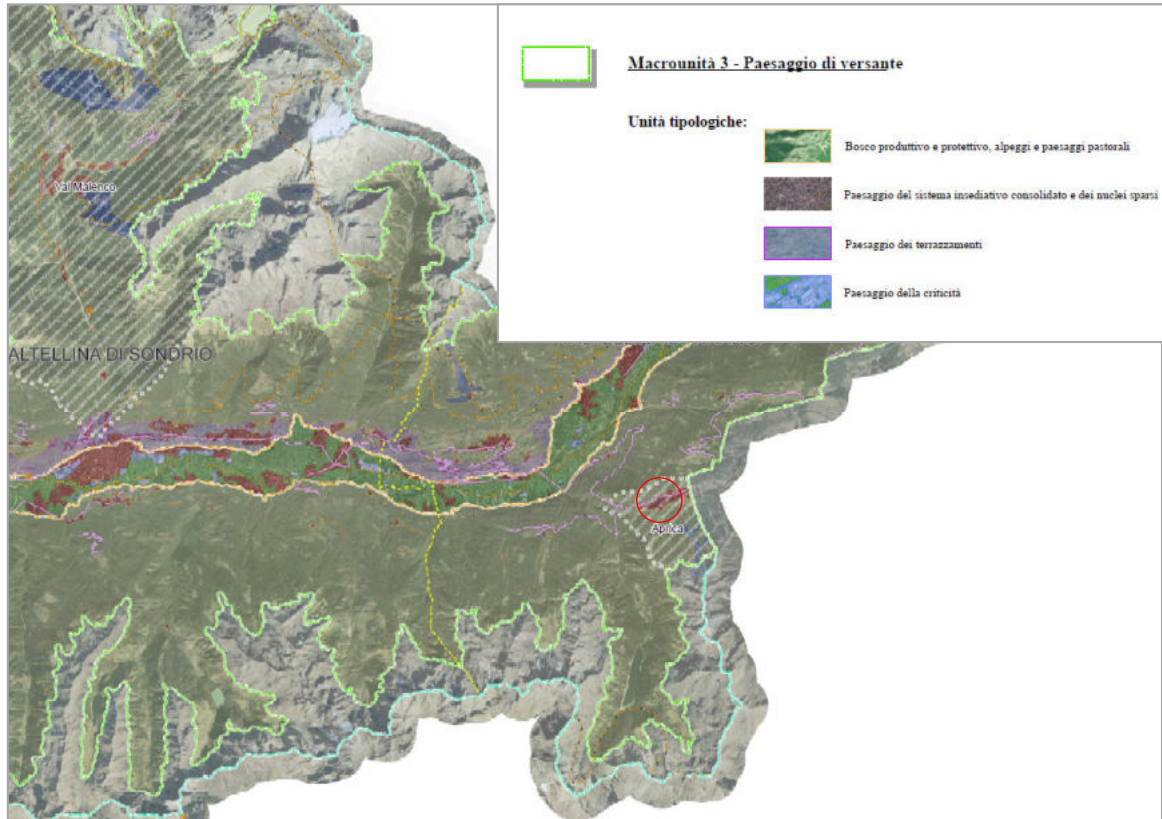 Macrounità 3 - Paesaggio di versante
Unità tipologiche:
Bosco produttivo e protettivo, alpeggi e paesaggi pastorali
Paesaggio del sistema insediativo consolidato e dei nuclei sparsi
Paesaggio dei terrazzamenti
Paesaggio della criticità
Val Malenco
ALTELLINA DI SONDRIO
Aprica